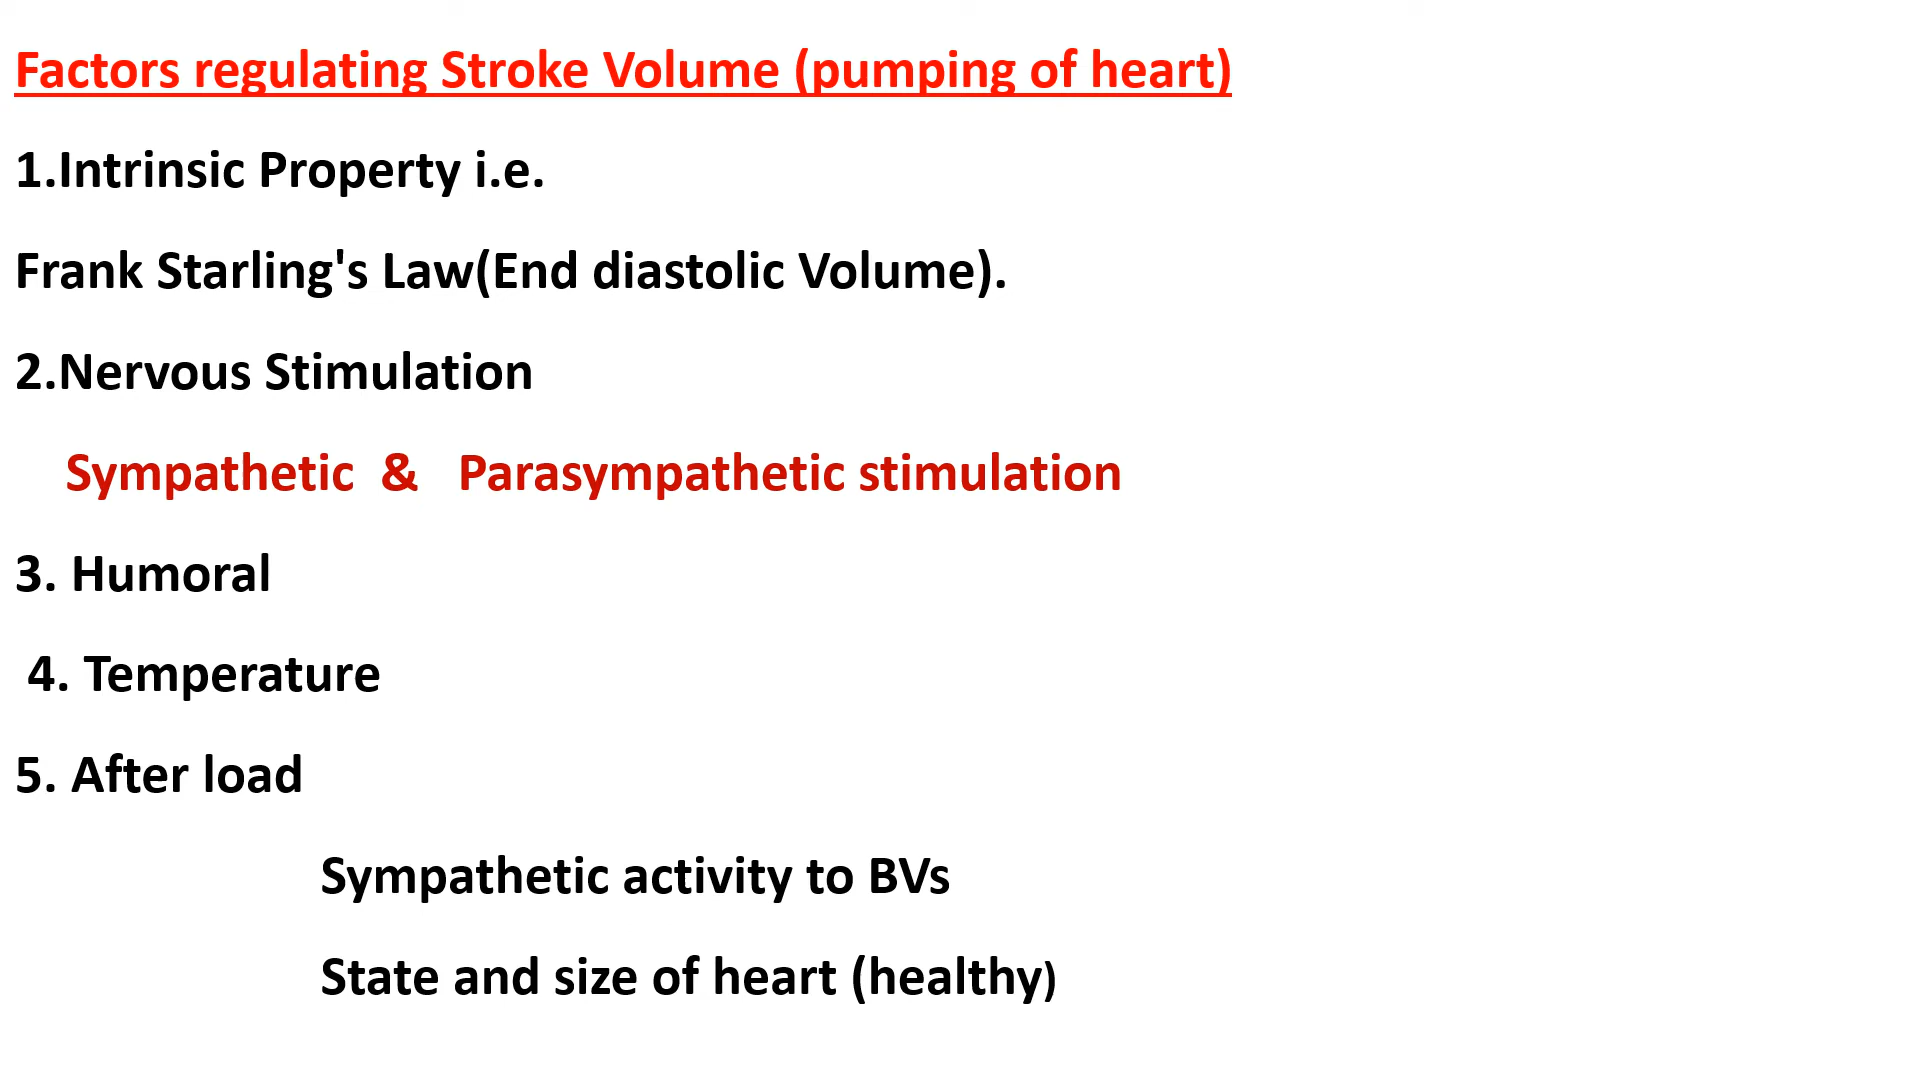 Factors regulating Stroke Volume (pumping of heart)
1.Intrinsic Property i.e.
Frank Starling's Law(End diastolic Volume).
2.Nervous Stimulation
Sympathetic & Parasympathetic stimulation
3. Humoral
4. Temperature
5. After load
Sympathetic activity to BVs
State and size of heart (healthy)